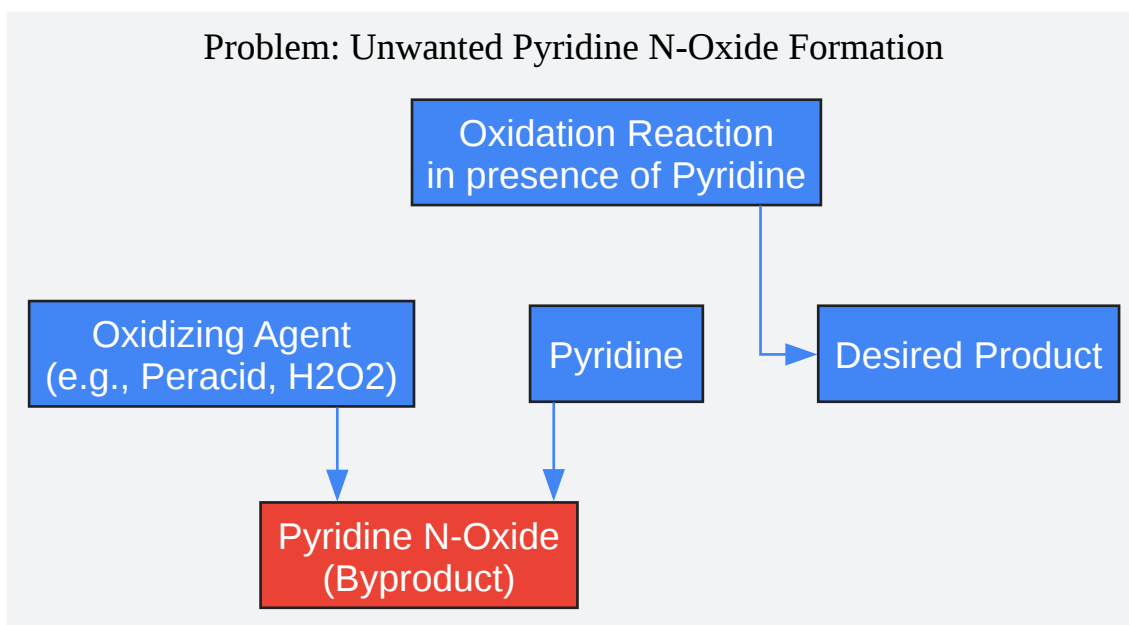 Problem: Unwanted Pyridine N-Oxide Formation
Oxidation Reaction
in presence of Pyridine
Oxidizing Agent
(e.g., Peracid, H2O2)
Pyridine
Desired Product
Pyridine N-Oxide
(Byproduct)